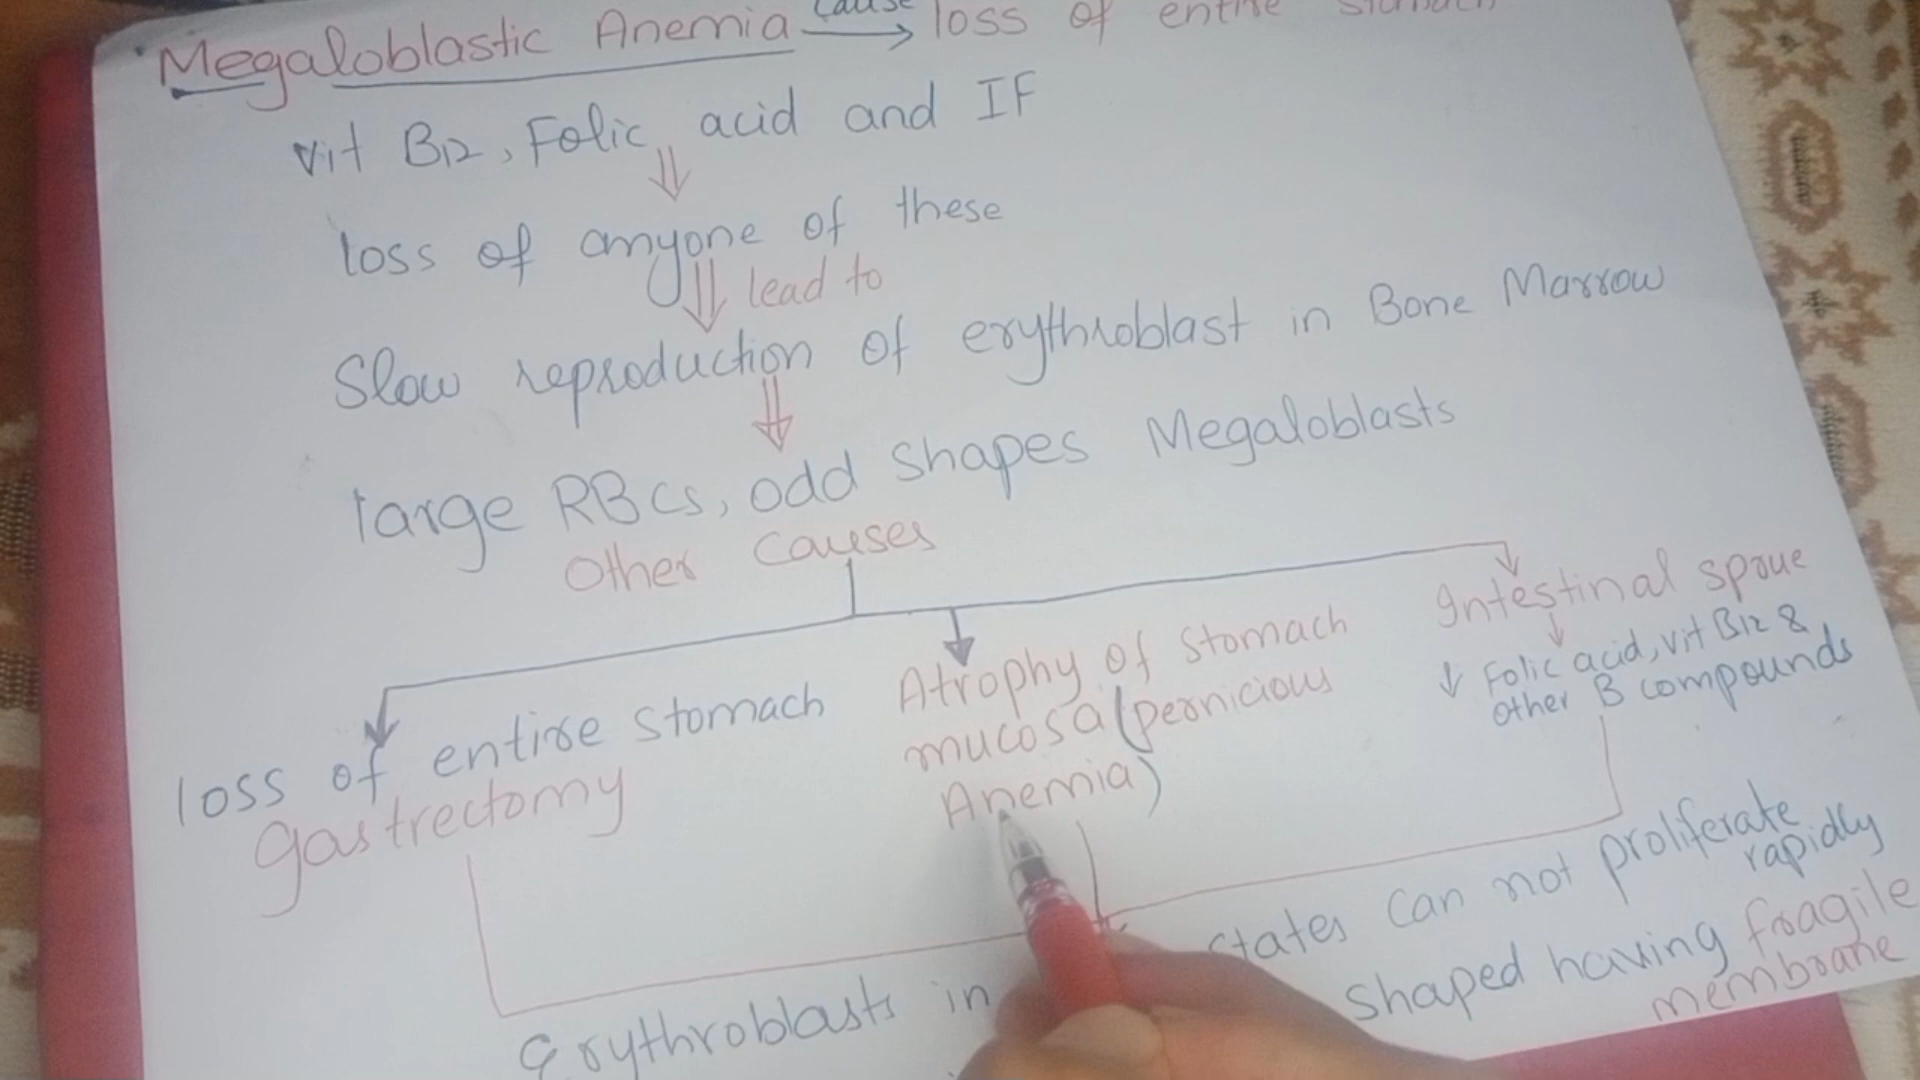 Megaloblastic Anemia cause → loss of entire stomach
vit B12, Folic acid and IF
loss of anyone of these
lead to
Slow reproduction of erythroblast in Bone Marrow
large RBCs, odd shapes Megaloblasts
Other Causes
loss of entire stomach
gastrectomy
Atrophy of stomach
mucosa (pernicious
Anemia)
Intestinal sprue
↓ Folic acid, vit B12 &
other B compounds
Erythroblasts in states can not proliferate
rapidly
shaped having fragile
membrane